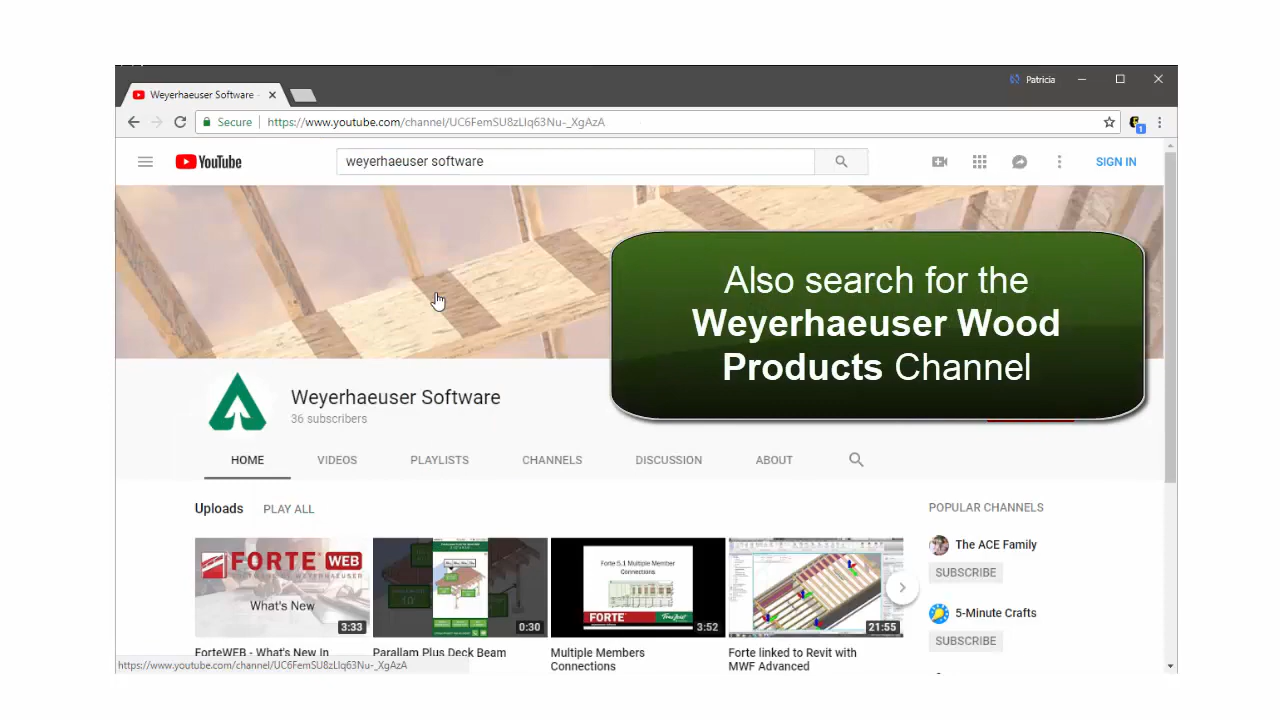 Patricia
Weyerhaeuser Software -
Secure https://www.youtube.com/channel/UC6FemSU8zLIq63Nu-_XgAzA
1
YouTube
weyerhaeuser software
SIGN IN
Also search for the
Weyerhaeuser Wood
Products Channel
Weyerhaeuser Software
36 subscribers
HOME VIDEOS PLAYLISTS CHANNELS DISCUSSION ABOUT
Uploads PLAY ALL
POPULAR CHANNELS
FORTE WEB
What's New
3:33
0:30
Forte 5.1 Multiple Member
Connections
FORTE
TrusJoist
3:52
21:55
The ACE Family
SUBSCRIBE
5-Minute Crafts
SUBSCRIBE
ForteWEB - What's New In
Parallam Plus Deck Beam
Multiple Members
Connections
Forte linked to Revit with
MWF Advanced
https://www.youtube.com/channel/UC6FemSU8zLIq63Nu-_XgAzA